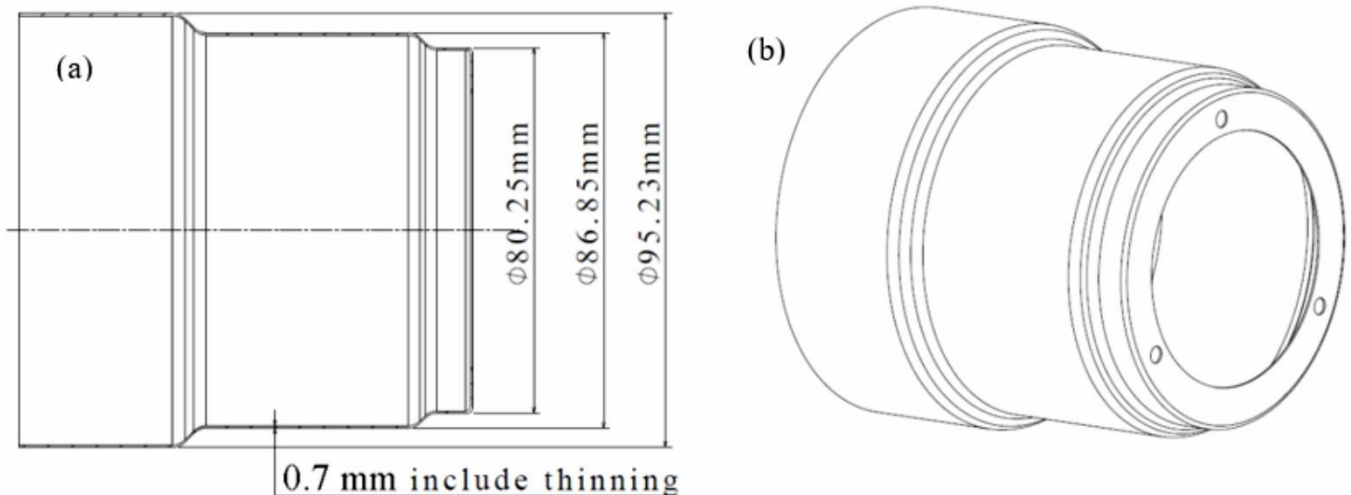 (a)
(b)
ϕ80.25mm
ϕ86.85mm
ϕ95.23mm
0.7 mm include thinning